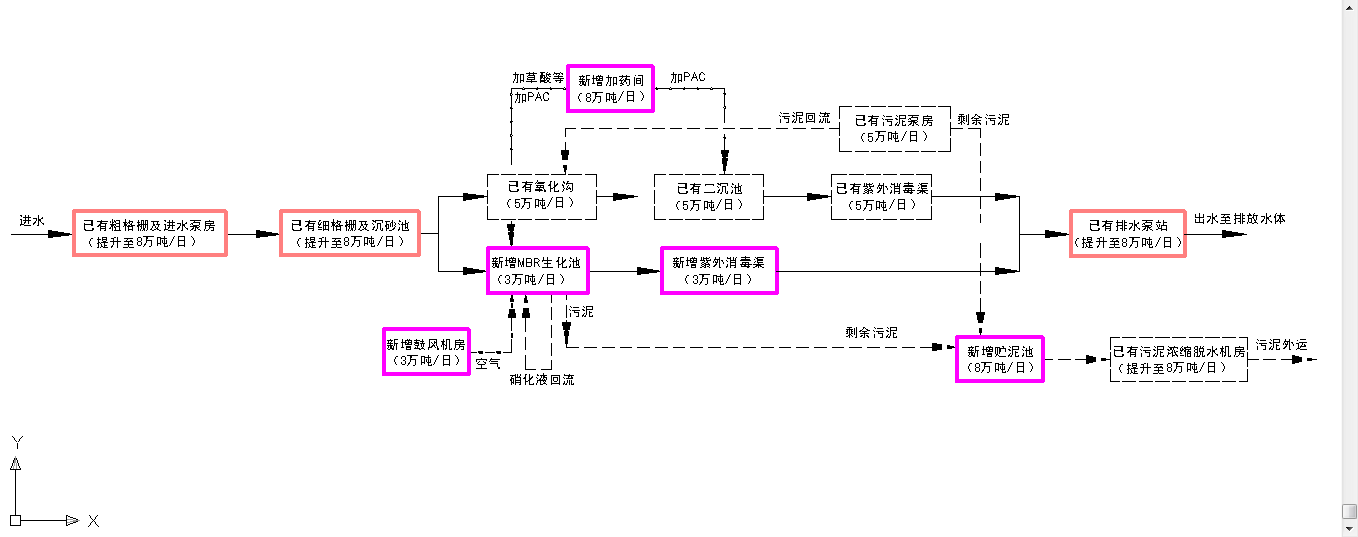 加草酸等
加PAC
新增加药间
(8万吨/日)
加PAC
污泥回流
已有污泥泵房
(5万吨/日)
剩余污泥
已有氧化沟
(5万吨/日)
已有二沉池
(5万吨/日)
已有紫外消毒渠
(5万吨/日)
进水
已有粗格栅及进水泵房
(提升至8万吨/日)
已有细格栅及沉砂池
(提升至8万吨/日)
已有排水泵站
(提升至8万吨/日)
出水至排放水体
新增MBR生化池
(3万吨/日)
新增紫外消毒渠
(3万吨/日)
污泥
新增鼓风机房
(3万吨/日)
空气
硝化液回流
剩余污泥
新增贮泥池
(8万吨/日)
已有污泥浓缩脱水机房
(提升至8万吨/日)
污泥外运
Y
X